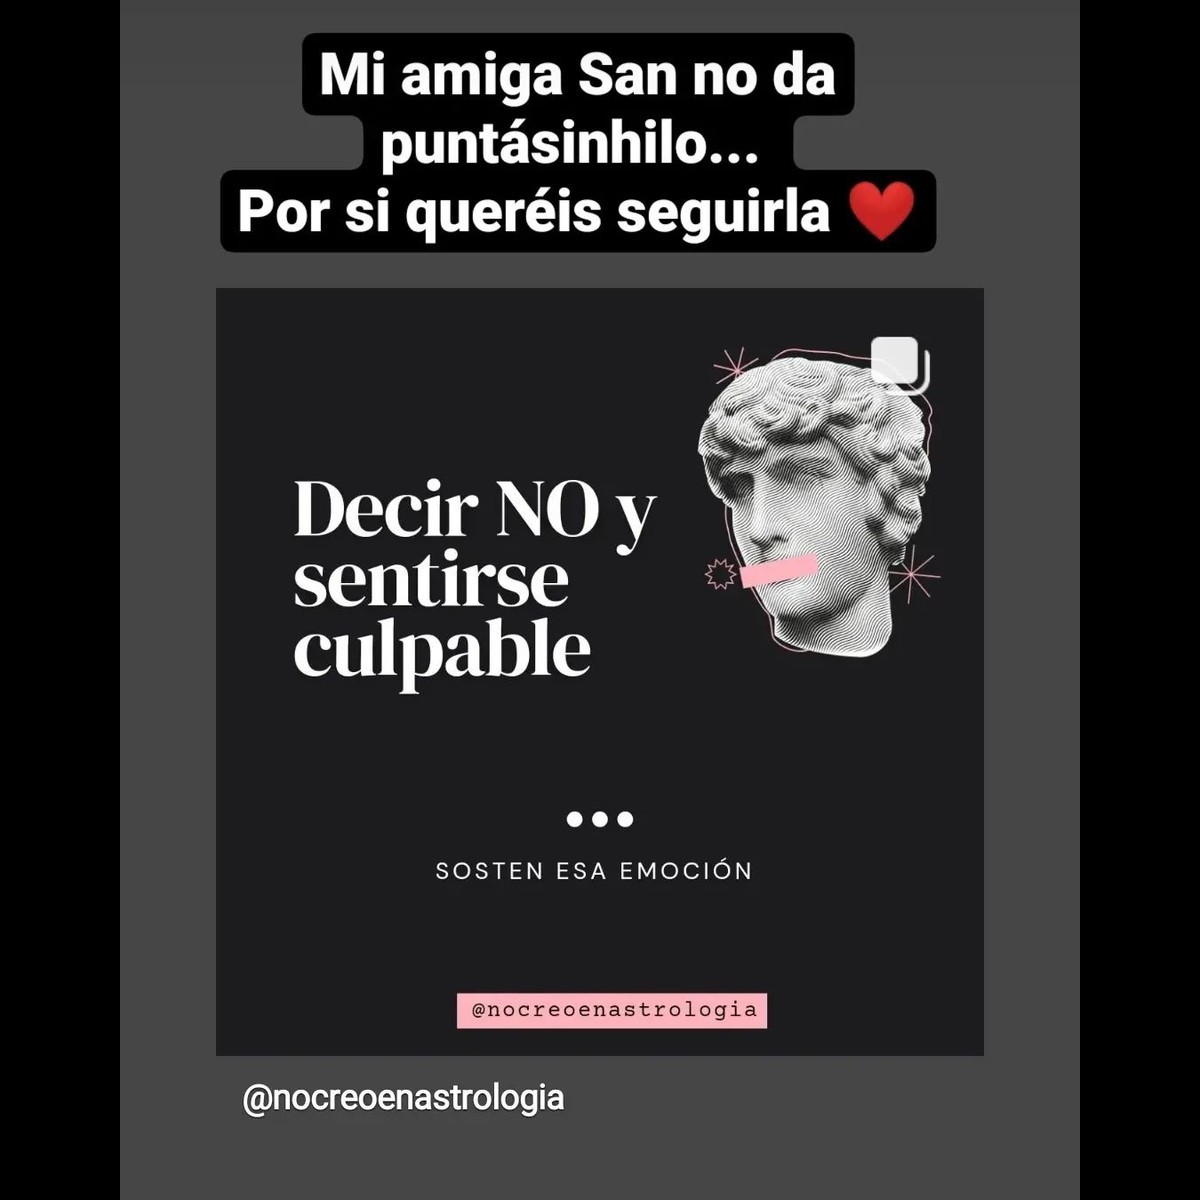 Mi amiga San no da
puntásinhilo...
Por si queréis seguirla ❤️
Decir NO y
sentirse
culpable
SOSTEN ESA EMOCIÓN
@nocreoenastrologia
@nocreoenastrologia